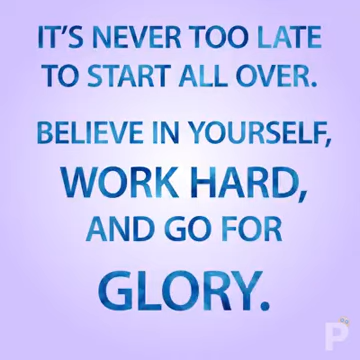 IT'S NEVER TOO LATE
TO START ALL OVER.
BELIEVE IN YOURSELF,
WORK HARD,
AND GO FOR
GLORY.
P